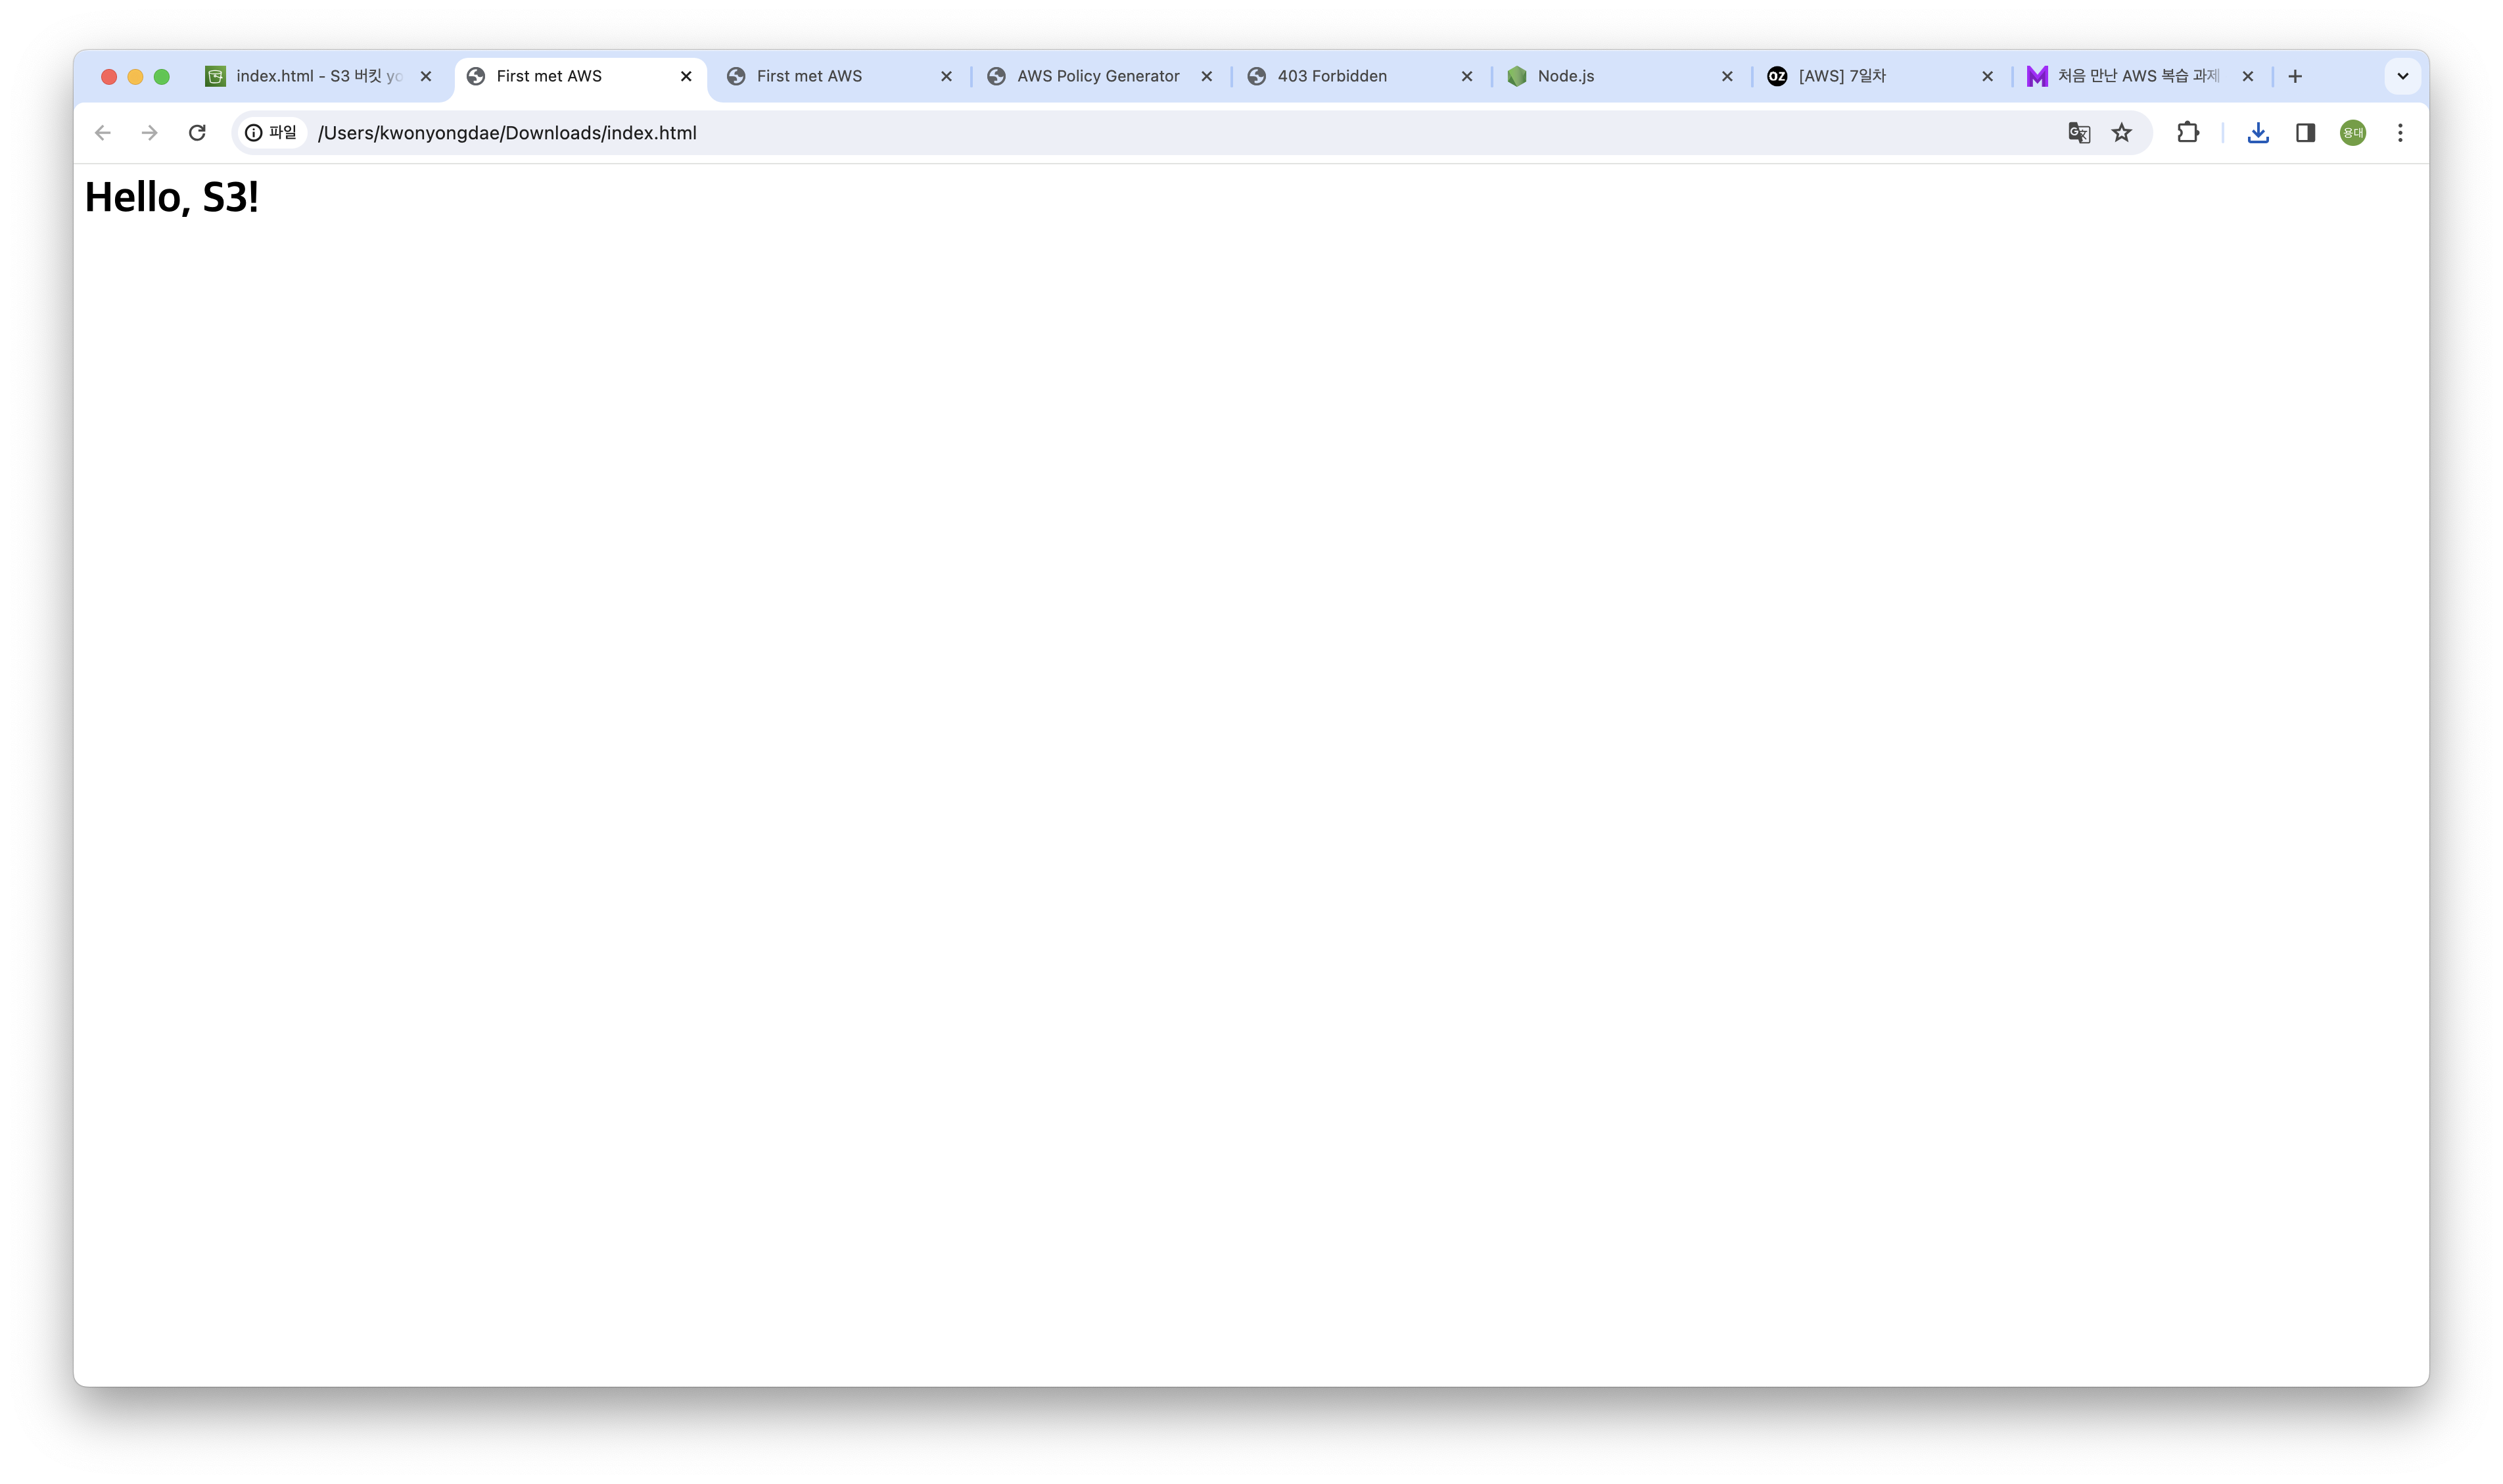 index.html - S3 버킷 yo
First met AWS
First met AWS
AWS Policy Generator
403 Forbidden
Node.js
OZ
[AWS] 7일차
처음 만난 AWS 복습 과제
파일
/Users/kwonyongdae/Downloads/index.html
용대
Hello, S3!